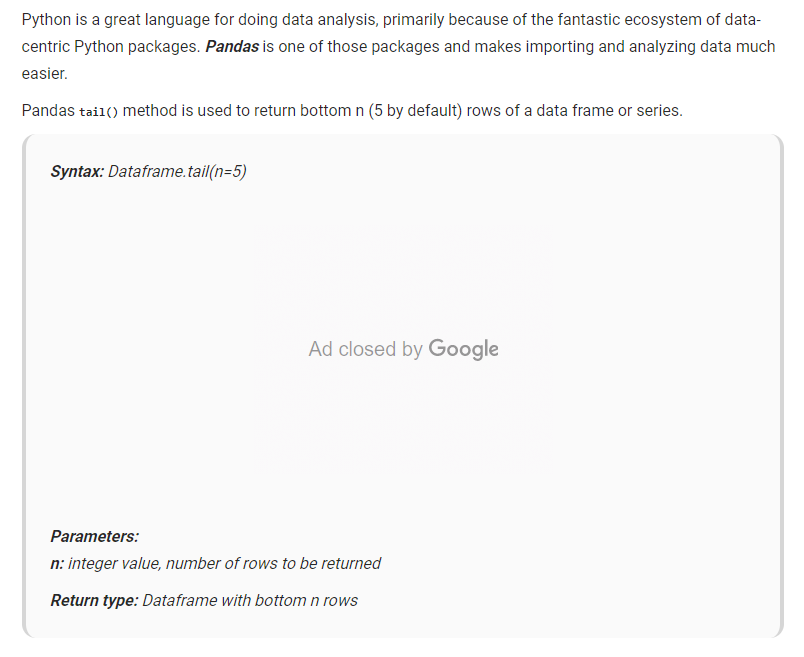 Python is a great language for doing data analysis, primarily because of the fantastic ecosystem of data-
centric Python packages. Pandas is one of those packages and makes importing and analyzing data much
easier.
Pandas tail() method is used to return bottom n (5 by default) rows of a data frame or series.
Syntax: Dataframe.tail(n=5)
Ad closed by Google
Parameters:
n: integer value, number of rows to be returned
Return type: Dataframe with bottom n rows